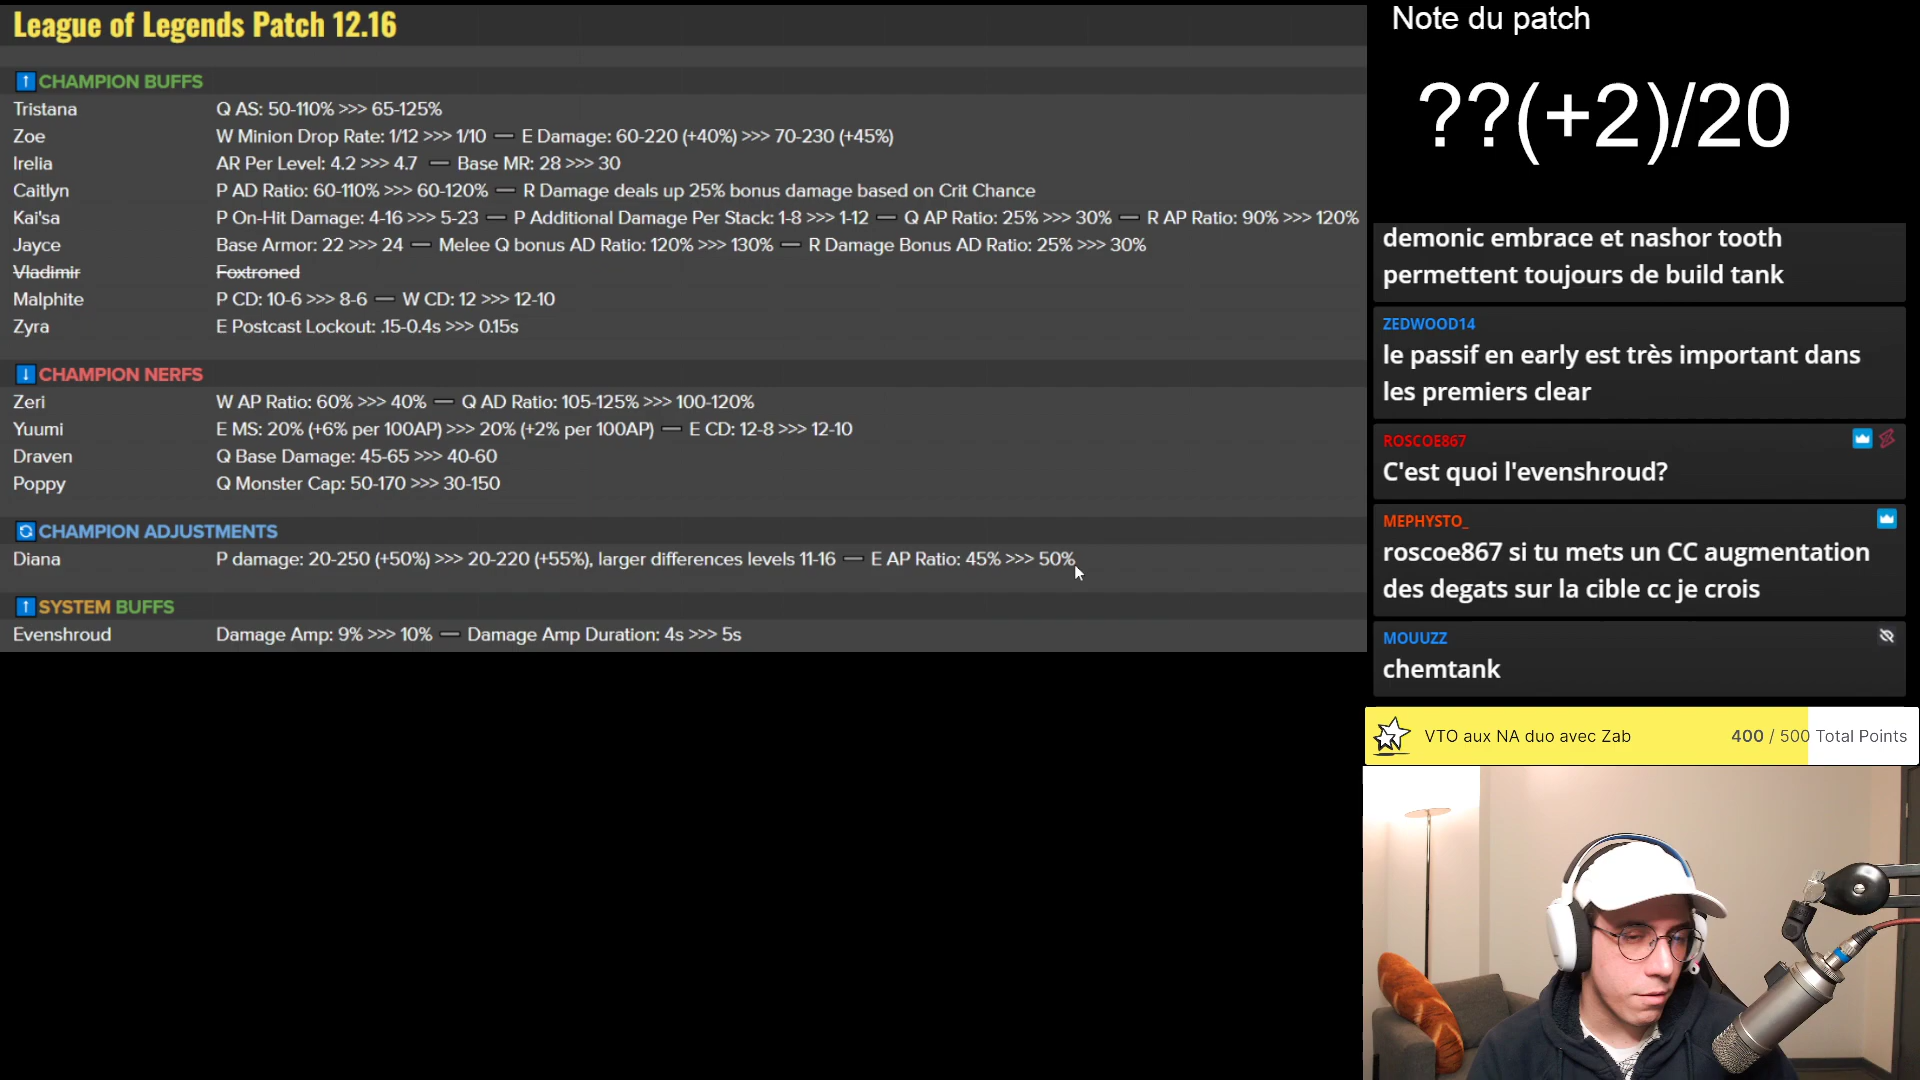 League of Legends Patch 12.16
CHAMPION BUFFS
Tristana Q AS: 50-110% >>> 65-125%
Zoe W Minion Drop Rate: 1/12 >>> 1/10 — E Damage: 60-220 (+40%) >>> 70-230 (+45%)
Irelia AR Per Level: 4.2 >>> 4.7 — Base MR: 28 >>> 30
Caitlyn P AD Ratio: 60-110% >>> 60-120% — R Damage deals up 25% bonus damage based on Crit Chance
Kai'sa P On-Hit Damage: 4-16 >>> 5-23 — P Additional Damage Per Stack: 1-8 >>> 1-12 — Q AP Ratio: 25% >>> 30% — R AP Ratio: 90% >>> 120%
Jayce Base Armor: 22 >>> 24 — Melee Q bonus AD Ratio: 120% >>> 130% — R Damage Bonus AD Ratio: 25% >>> 30%
Vladimir Foxtroned
Malphite P CD: 10-6 >>> 8-6 — W CD: 12 >>> 12-10
Zyra E Postcast Lockout: .15-0.4s >>> 0.15s
CHAMPION NERFS
Zeri W AP Ratio: 60% >>> 40% — Q AD Ratio: 105-125% >>> 100-120%
Yuumi E MS: 20% (+6% per 100AP) >>> 20% (+2% per 100AP) — E CD: 12-8 >>> 12-10
Draven Q Base Damage: 45-65 >>> 40-60
Poppy Q Monster Cap: 50-170 >>> 30-150
CHAMPION ADJUSTMENTS
Diana P damage: 20-250 (+50%) >>> 20-220 (+55%), larger differences levels 11-16 — E AP Ratio: 45% >>> 50%
SYSTEM BUFFS
Evenshroud Damage Amp: 9% >>> 10% — Damage Amp Duration: 4s >>> 5s
Note du patch
??(+2)/20
demonic embrace et nashor tooth
permettent toujours de build tank
ZEDWOOD14
le passif en early est très important dans
les premiers clear
ROSCOE867
C'est quoi l'evenshroud?
MEPHYSTO_
roscoe867 si tu mets un CC augmentation
des degats sur la cible cc je crois
MOUUZZ
chemtank
VTO aux NA duo avec Zab 400 / 500 Total Points